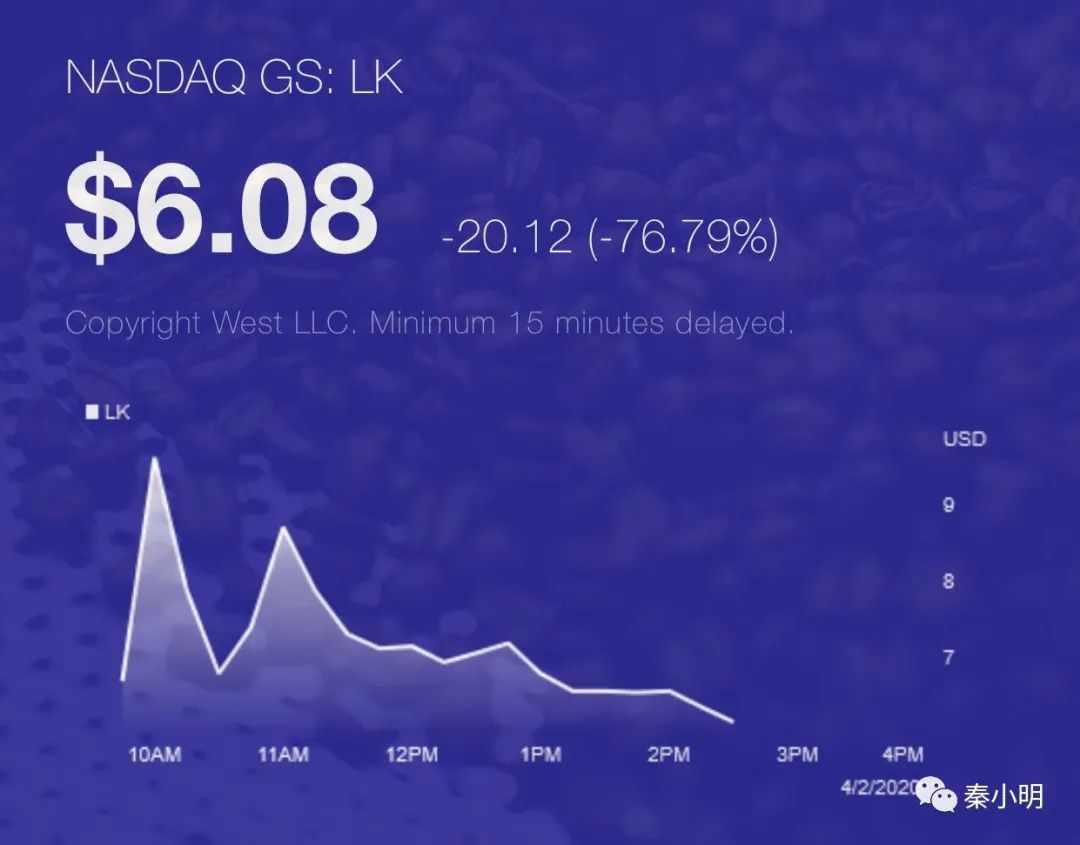 NASDAQ GS: LK
$6.08 -20.12 (-76.79%)
Copyright West LLC. Minimum 15 minutes delayed.
LK
USD
9
8
7
10AM 11AM 12PM 1PM 2PM 3PM 4PM
4/2/2020
秦小明